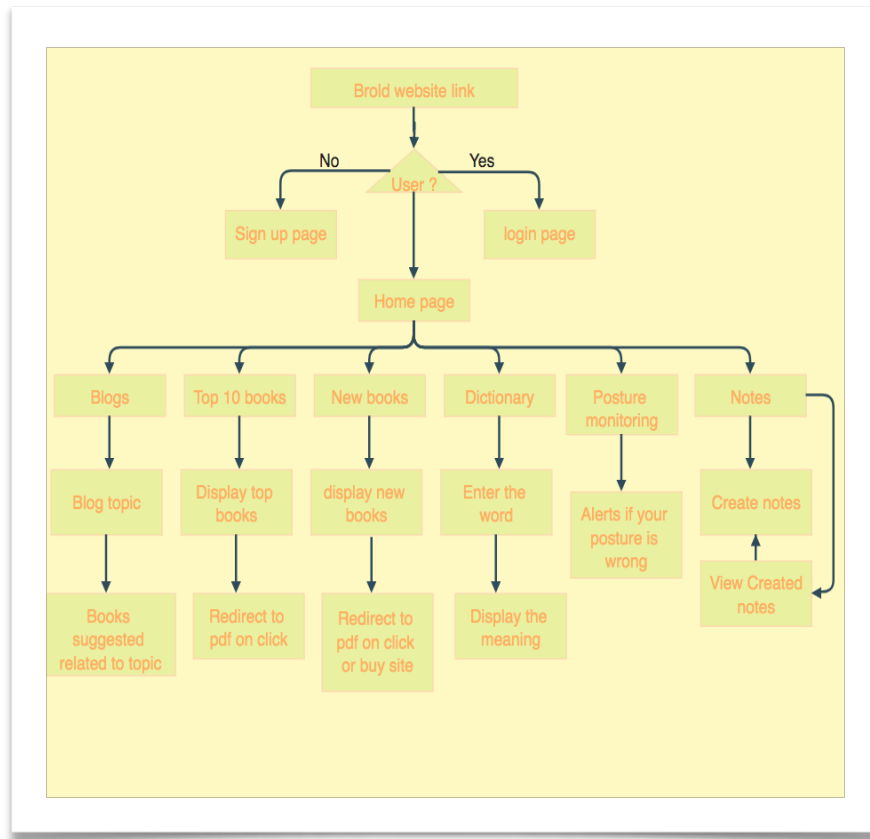 Brold website link
No
Yes
User ?
Sign up page
login page
Home page
Blogs
Top 10 books
New books
Dictionary
Posture
monitoring
Notes
Blog topic
Display top
books
display new
books
Enter the
word
Alerts if your
posture is
wrong
Create notes
View Created
notes
Books
suggested
related to topic
Redirect to
pdf on click
Redirect to
pdf on click
or buy site
Display the
meaning